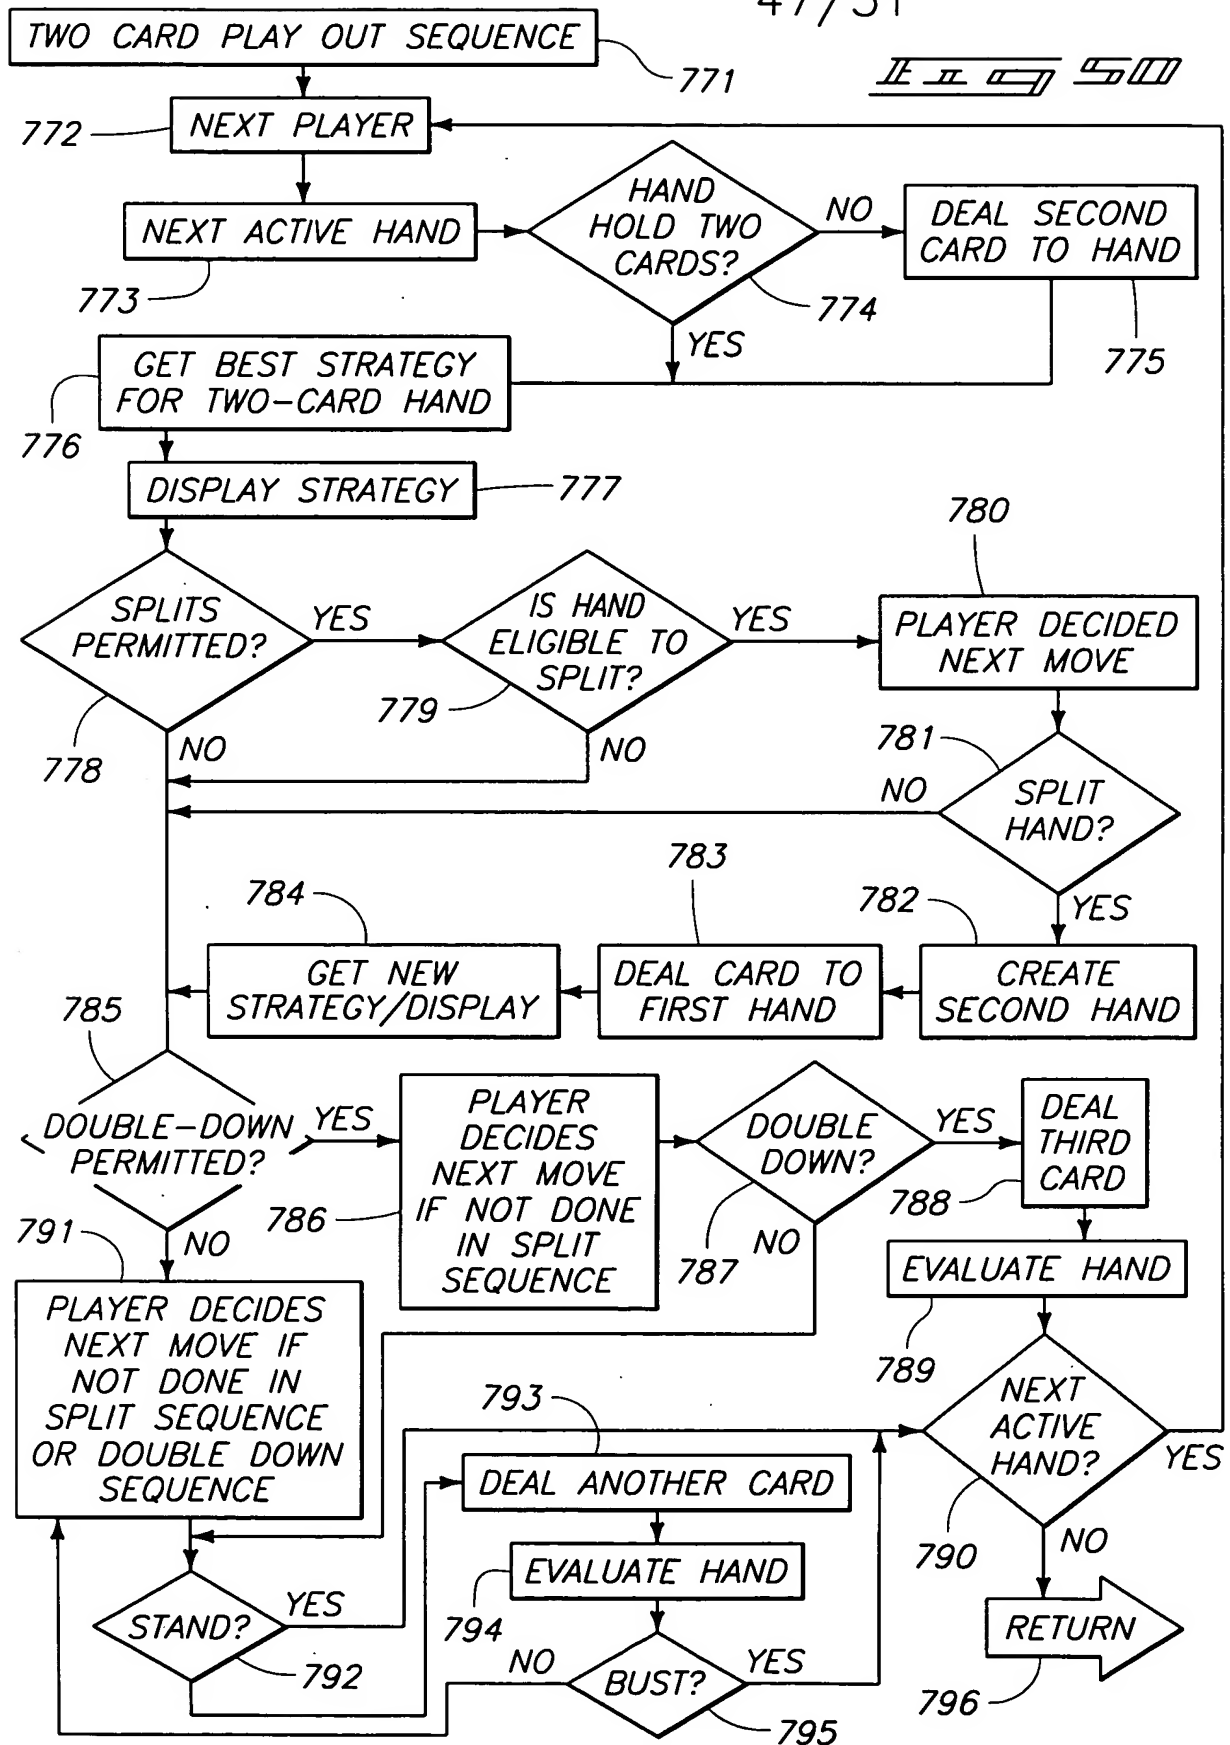 47/51
Fig 50
TWO CARD PLAY OUT SEQUENCE
771
772
NEXT PLAYER
NEXT ACTIVE HAND
773
HAND
HOLD TWO
CARDS?
774
NO
YES
DEAL SECOND
CARD TO HAND
775
GET BEST STRATEGY
FOR TWO-CARD HAND
776
DISPLAY STRATEGY
777
SPLITS
PERMITTED?
778
YES
NO
IS HAND
ELIGIBLE TO
SPLIT?
779
YES
NO
780
PLAYER DECIDED
NEXT MOVE
781
SPLIT
HAND?
NO
YES
782
CREATE
SECOND HAND
783
DEAL CARD TO
FIRST HAND
784
GET NEW
STRATEGY/DISPLAY
785
DOUBLE-DOWN
PERMITTED?
YES
NO
786
PLAYER
DECIDES
NEXT MOVE
IF NOT DONE
IN SPLIT
SEQUENCE
DOUBLE
DOWN?
787
YES
NO
DEAL
THIRD
CARD
788
EVALUATE HAND
789
NEXT
ACTIVE
HAND?
790
YES
NO
RETURN
796
791
PLAYER DECIDES
NEXT MOVE IF
NOT DONE IN
SPLIT SEQUENCE
OR DOUBLE DOWN
SEQUENCE
STAND?
792
YES
793
DEAL ANOTHER CARD
EVALUATE HAND
794
BUST?
795
NO
YES